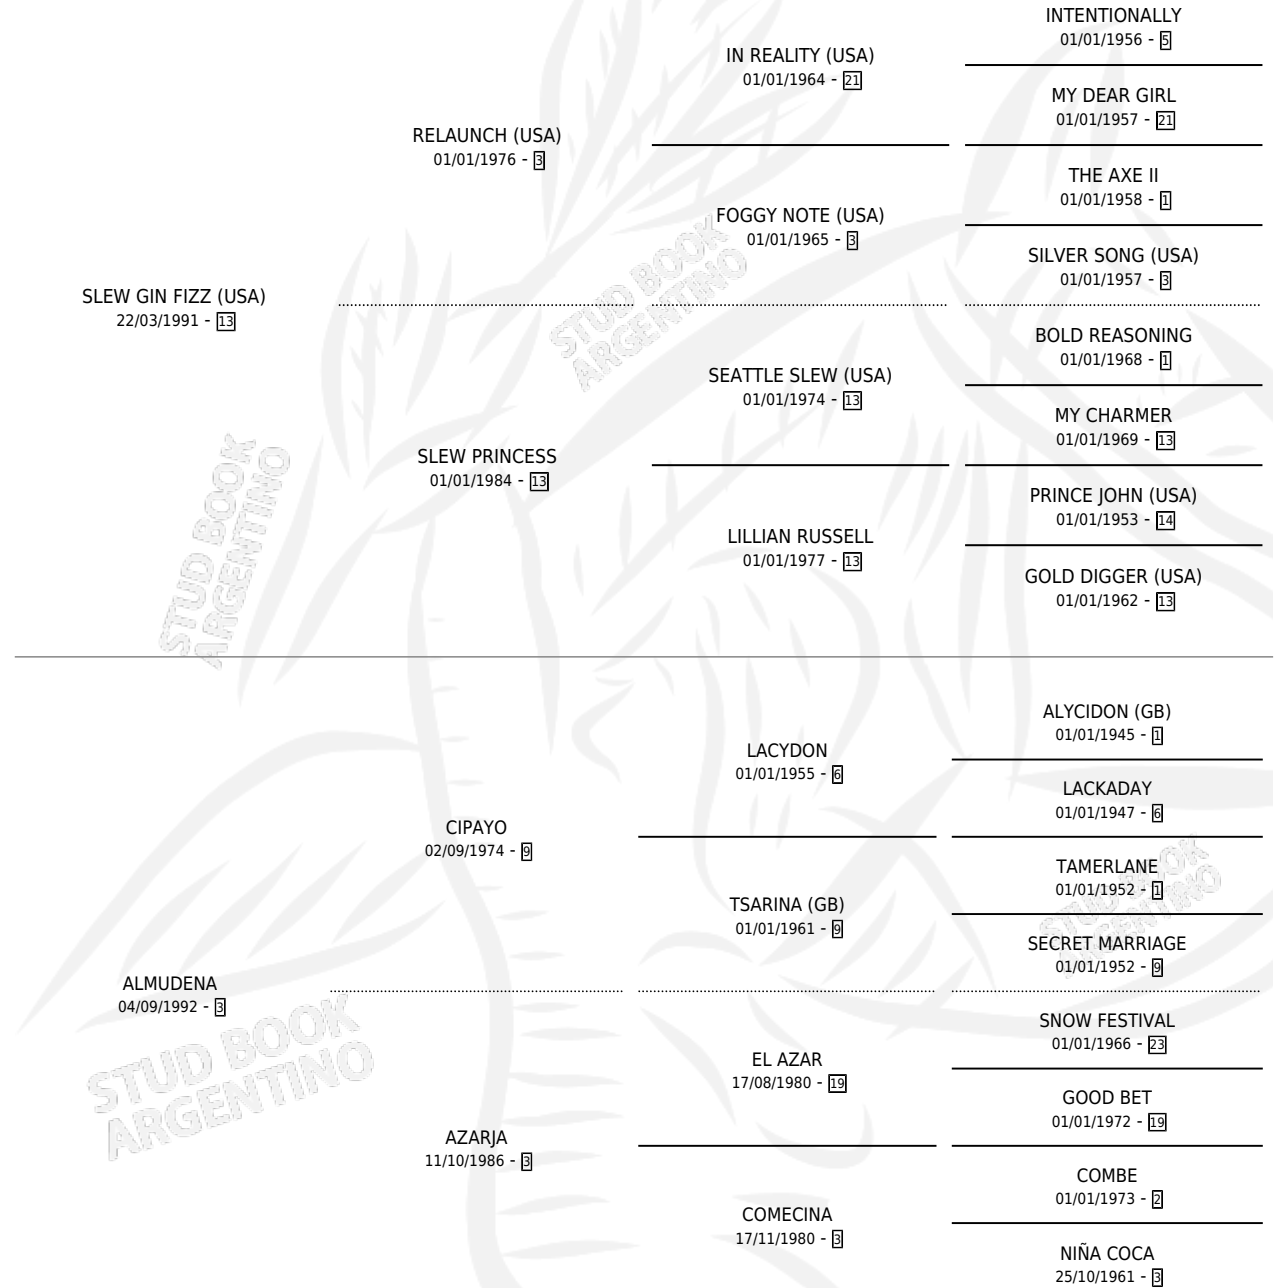 INTENTIONALLY
01/01/1956 - 5
IN REALITY (USA)
01/01/1964 - 21
MY DEAR GIRL
01/01/1957 - 21
RELAUNCH (USA)
01/01/1976 - 3
THE AXE II
01/01/1958 - 1
FOGGY NOTE (USA)
01/01/1965 - 3
SILVER SONG (USA)
01/01/1957 - 3
SLEW GIN FIZZ (USA)
22/03/1991 - 13
BOLD REASONING
01/01/1968 - 1
SEATTLE SLEW (USA)
01/01/1974 - 13
MY CHARMER
01/01/1969 - 13
SLEW PRINCESS
01/01/1984 - 13
PRINCE JOHN (USA)
01/01/1953 - 14
LILLIAN RUSSELL
01/01/1977 - 13
GOLD DIGGER (USA)
01/01/1962 - 13
ALYCIDON (GB)
01/01/1945 - 1
LACYDON
01/01/1955 - 6
LACKADAY
01/01/1947 - 6
CIPAYO
02/09/1974 - 9
TAMERLANE
01/01/1952 - 1
TSARINA (GB)
01/01/1961 - 9
SECRET MARRIAGE
01/01/1952 - 9
ALMUDENA
04/09/1992 - 3
SNOW FESTIVAL
01/01/1966 - 23
EL AZAR
17/08/1980 - 19
GOOD BET
01/01/1972 - 19
AZARJA
11/10/1986 - 3
COMBE
01/01/1973 - 2
COMECINA
17/11/1980 - 3
NIÑA COCA
25/10/1961 - 3
STUD BOOK
ARGENTINO
STUD BOOK
ARGENTINO
STUD BOOK
ARGENTINO
STUD BOOK
ARGENTINO